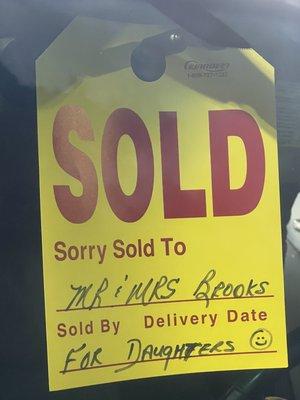 SOLD
Sorry Sold To
MR & MRS BROOKS
Sold By Delivery Date
FOR DAUGHTERS